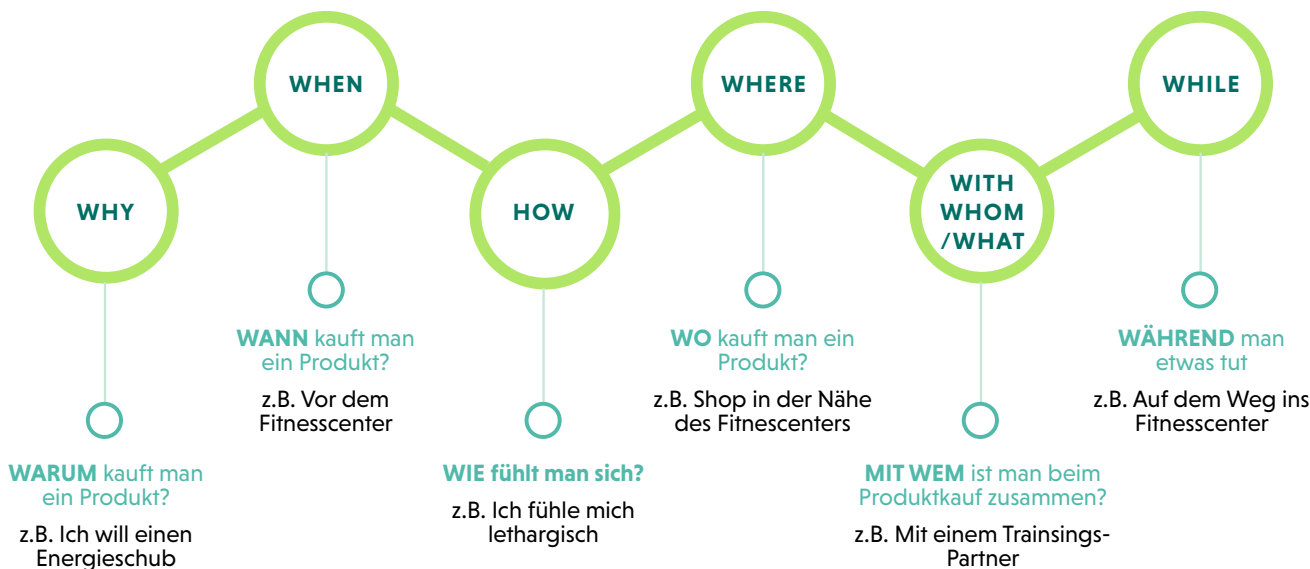 WHY
WARUM kauft man
ein Produkt?
z.B. Ich will einen
Energieschub
WHEN
WANN kauft man
ein Produkt?
z.B. Vor dem
Fitnesscenter
HOW
WIE fühlt man sich?
z.B. Ich fühle mich
lethargisch
WHERE
WO kauft man ein
Produkt?
z.B. Shop in der Nähe
des Fitnescenters
WITH
WHOM
/WHAT
MIT WEM ist man beim
Produktkauf zusammen?
z.B. Mit einem Trainsings-
Partner
WHILE
WÄHREND man
etwas tut
z.B. Auf dem Weg ins
Fitnesscenter